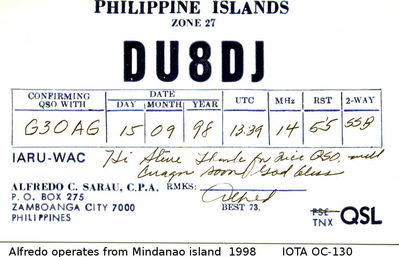 PHILIPPINE ISLANDS
ZONE 27
DU8DJ
CONFIRMING QSO WITH DATE UTC MHz RST 2-WAY
DAY MONTH YEAR
G3OAG 15 09 98 1339 14 55 SSB
IARU-WAC Hi Steve Thanks for nice QSO, will
cuagn soon God bless
ALFREDO C. SARAU, C.P.A. RMKS: Alfred
P. O. BOX 275
ZAMBOANGA CITY 7000 BEST 73,
PHILIPPINES
PSE QSL
TNX
Alfredo operates from Mindanao island 1998 IOTA OC-130